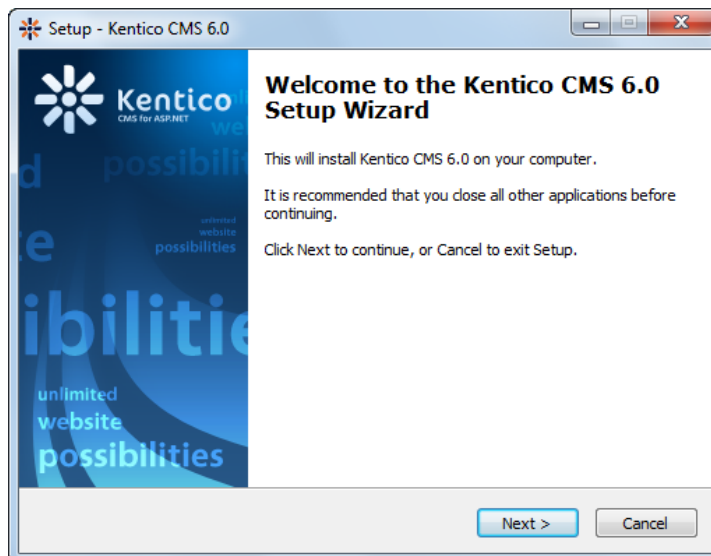 Setup - Kentico CMS 6.0
Kentico
CMS for ASP.NET
we
possibilit
d
unlimited
website
possibilities
e
ibilitie
unlimited
website
possibilities
Welcome to the Kentico CMS 6.0
Setup Wizard
This will install Kentico CMS 6.0 on your computer.
It is recommended that you close all other applications before
continuing.
Click Next to continue, or Cancel to exit Setup.
Next >
Cancel